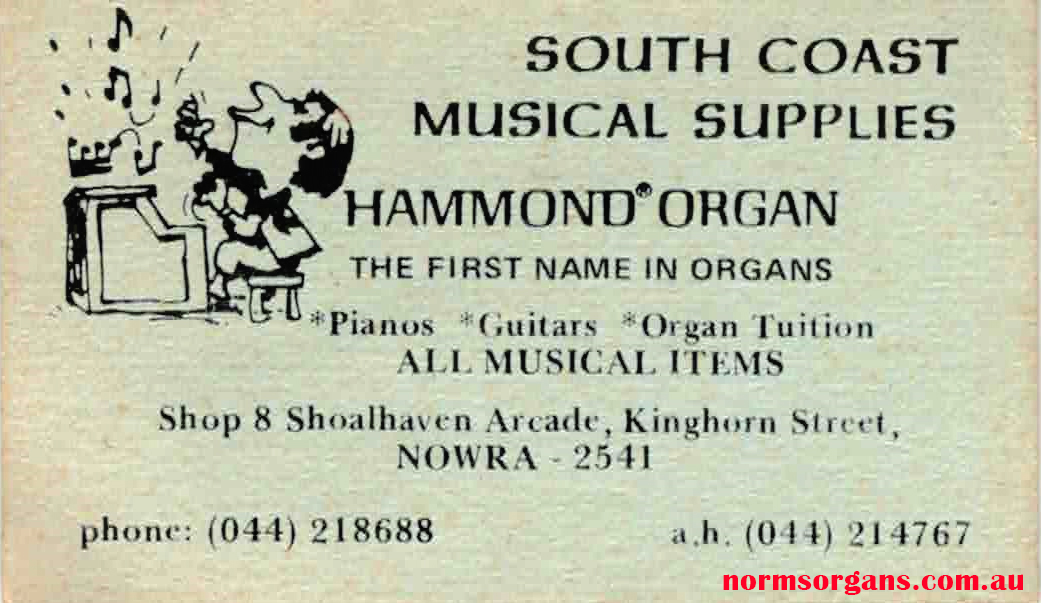 SOUTH COAST
MUSICAL SUPPLIES
HAMMOND® ORGAN
THE FIRST NAME IN ORGANS
*Pianos *Guitars *Organ Tuition
ALL MUSICAL ITEMS
Shop 8 Shoalhaven Arcade, Kinghorn Street,
NOWRA - 2541
phone: (044) 218688 a.h. (044) 214767
normsorgans.com.au